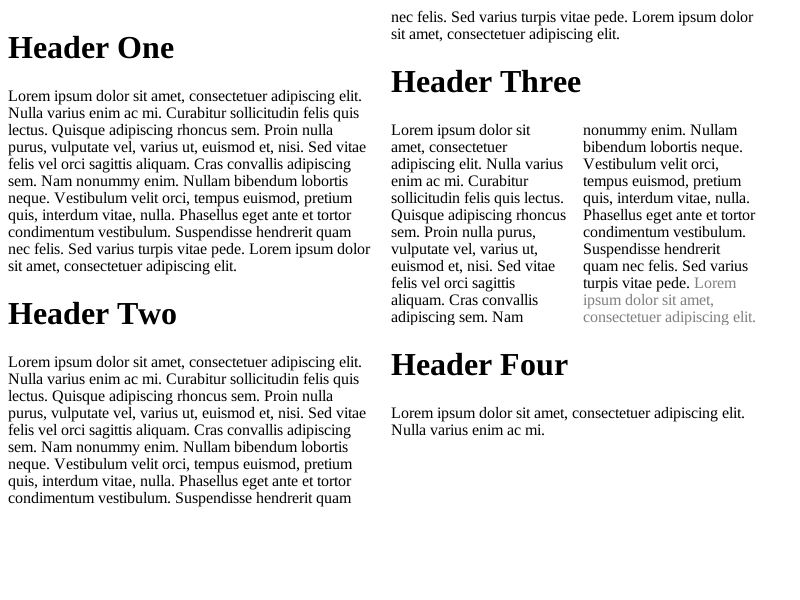 Header One
Lorem ipsum dolor sit amet, consectetuer adipiscing elit.
Nulla varius enim ac mi. Curabitur sollicitudin felis quis
lectus. Quisque adipiscing rhoncus sem. Proin nulla
purus, vulputate vel, varius ut, euismod et, nisi. Sed vitae
felis vel orci sagittis aliquam. Cras convallis adipiscing
sem. Nam nonummy enim. Nullam bibendum lobortis
neque. Vestibulum velit orci, tempus euismod, pretium
quis, interdum vitae, nulla. Phasellus eget ante et tortor
condimentum vestibulum. Suspendisse hendrerit quam
nec felis. Sed varius turpis vitae pede. Lorem ipsum dolor
sit amet, consectetuer adipiscing elit.
Header Two
Lorem ipsum dolor sit amet, consectetuer adipiscing elit.
Nulla varius enim ac mi. Curabitur sollicitudin felis quis
lectus. Quisque adipiscing rhoncus sem. Proin nulla
purus, vulputate vel, varius ut, euismod et, nisi. Sed vitae
felis vel orci sagittis aliquam. Cras convallis adipiscing
sem. Nam nonummy enim. Nullam bibendum lobortis
neque. Vestibulum velit orci, tempus euismod, pretium
quis, interdum vitae, nulla. Phasellus eget ante et tortor
condimentum vestibulum. Suspendisse hendrerit quam
nec felis. Sed varius turpis vitae pede. Lorem ipsum dolor
sit amet, consectetuer adipiscing elit.
Header Three
Lorem ipsum dolor sit
amet, consectetuer
adipiscing elit. Nulla varius
enim ac mi. Curabitur
sollicitudin felis quis lectus.
Quisque adipiscing rhoncus
sem. Proin nulla purus,
vulputate vel, varius ut,
euismod et, nisi. Sed vitae
felis vel orci sagittis
aliquam. Cras convallis
adipiscing sem. Nam
nonummy enim. Nullam
bibendum lobortis neque.
Vestibulum velit orci,
tempus euismod, pretium
quis, interdum vitae, nulla.
Phasellus eget ante et tortor
condimentum vestibulum.
Suspendisse hendrerit
quam nec felis. Sed varius
turpis vitae pede. Lorem
ipsum dolor sit amet,
consectetuer adipiscing elit.
Header Four
Lorem ipsum dolor sit amet, consectetuer adipiscing elit.
Nulla varius enim ac mi.